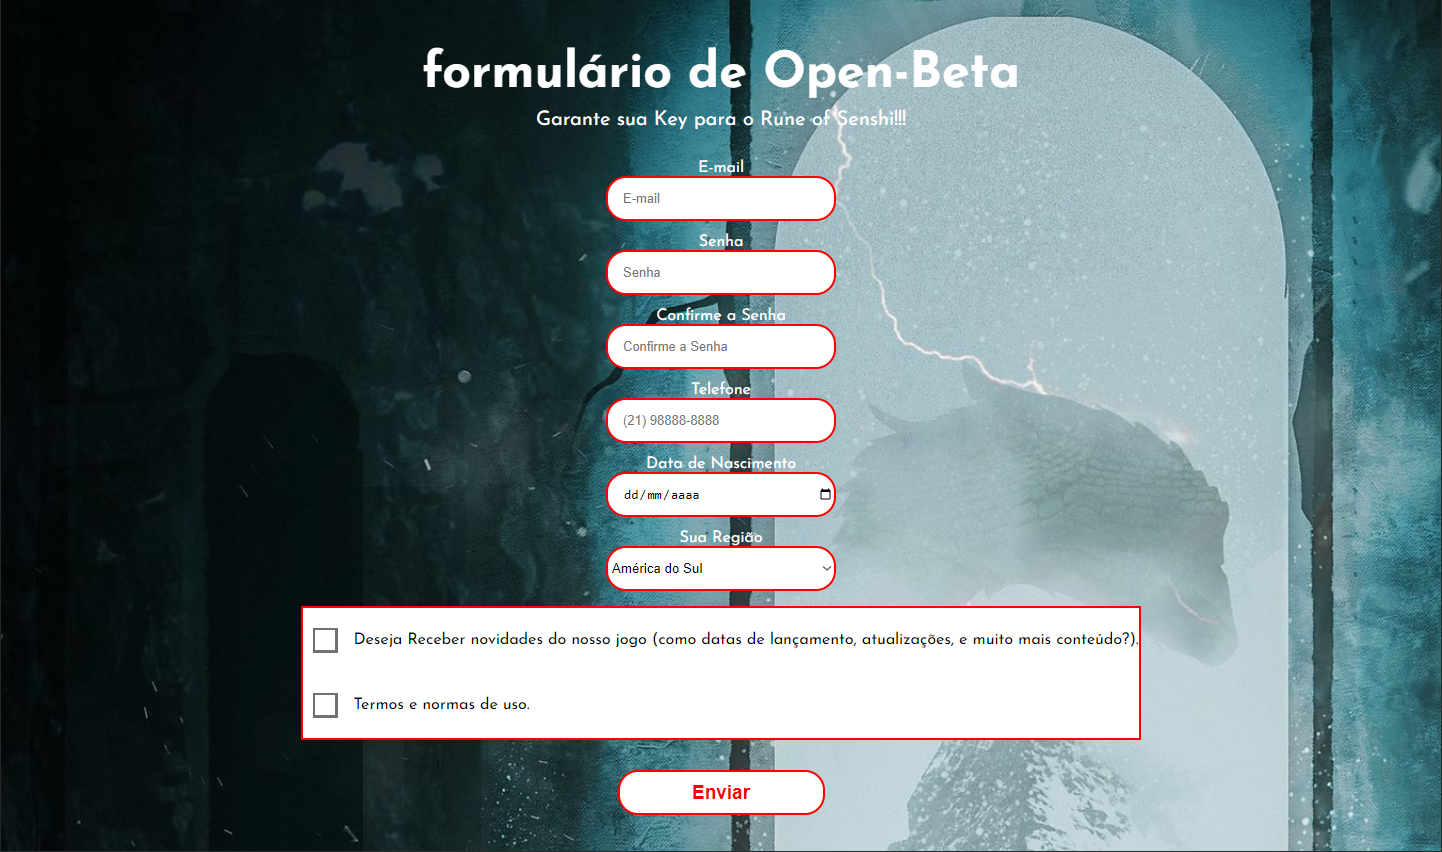 formulário de Open-Beta
Garante sua Key para o Rune of Senshi!!!
E-mail
E-mail
Senha
Senha
Confirme a Senha
Confirme a Senha
Telefone
(21) 98888-8888
Data de Nascimento
dd/mm/aaaa
Sua Região
América do Sul
Deseja Receber novidades do nosso jogo (como datas de lançamento, atualizações, e muito mais conteúdo?).
Termos e normas de uso.
Enviar